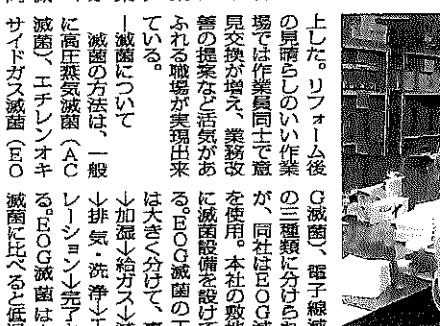 上した。リフォーム後
の見晴らしのいい作業
場では作業員同士で意
見交換が増え、業務改
善の提案など活気があ
ふれる職場が実現出来
ている。
―滅菌について
滅菌の方法は、一般
に高圧蒸気滅菌（AC
滅菌）、エチレンオキ
サイドガス滅菌（EO
G滅菌）、電子線滅
の三種類に分けられ
が、同社はEOG滅
を使用。本社の敷地
に滅菌設備を設けて
る。EOG滅菌の工
は大きく分けて、
↓加湿↓給ガス↓滅
↓排気・洗浄↓エ
レーション↓完了と
る。EOG滅菌は
滅菌に比べると低温